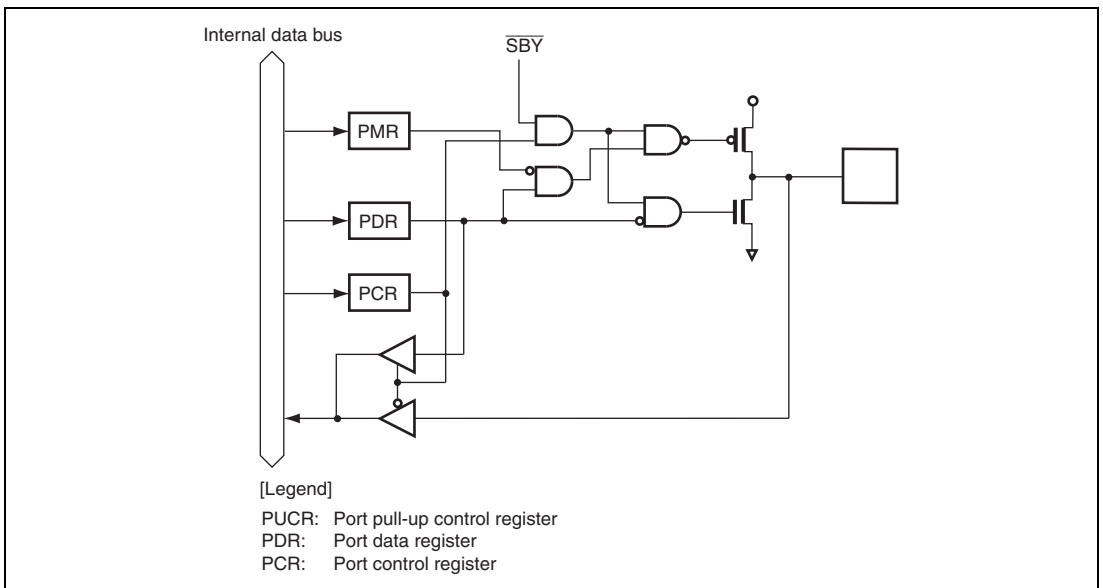 Internal data bus
S̅B̅Y̅
PMR
PDR
PCR
[Legend]
PUCR: Port pull-up control register
PDR: Port data register
PCR: Port control register